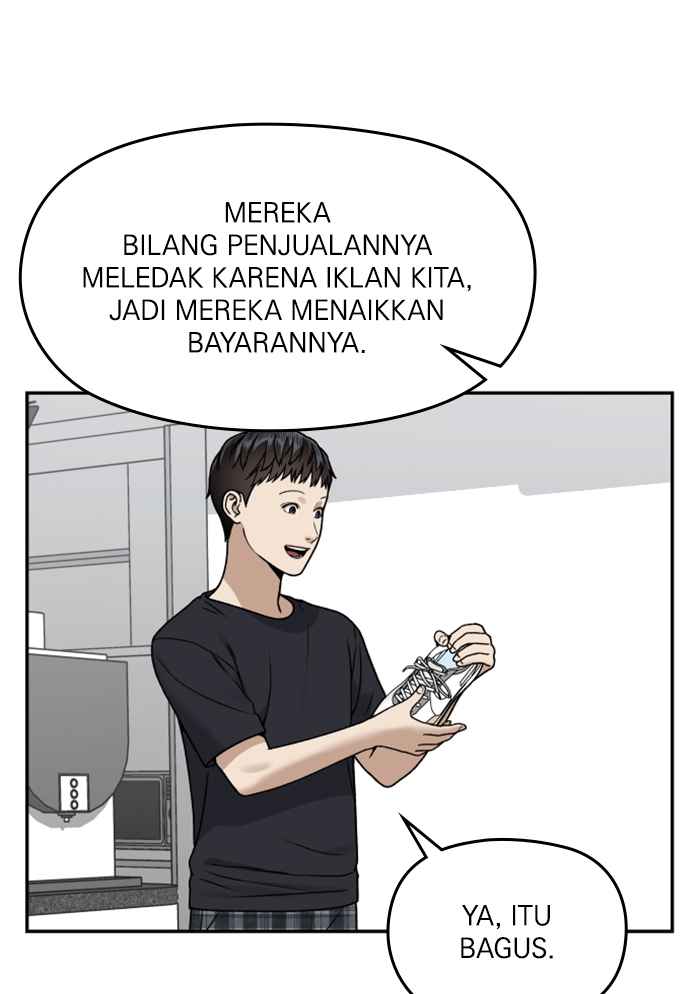 MEREKA
BILANG PENJUALANNYA
MELEDAK KARENA IKLAN KITA,
JADI MEREKA MENAIKKAN
BAYARANNYA.
YA, ITU
BAGUS.